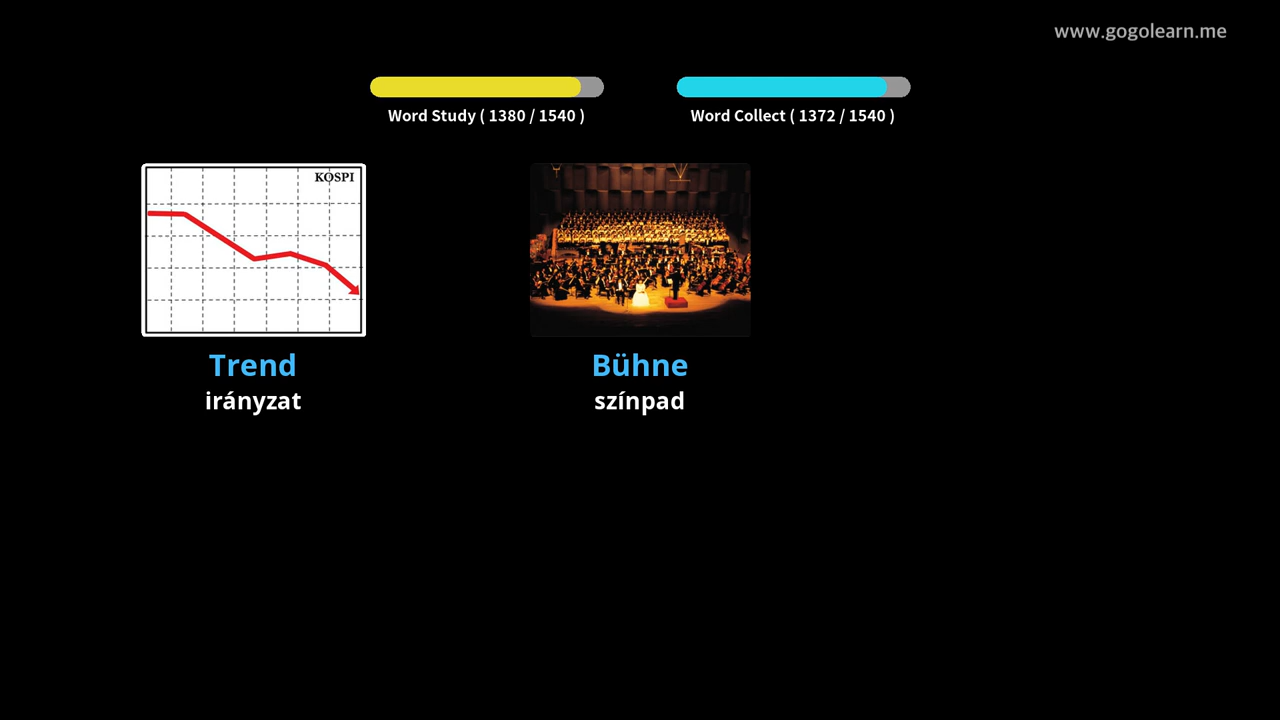 www.gogolearn.me
Word Study ( 1380 / 1540 )
Word Collect ( 1372 / 1540 )
KOSPI
Trend
irányzat
Bühne
színpad